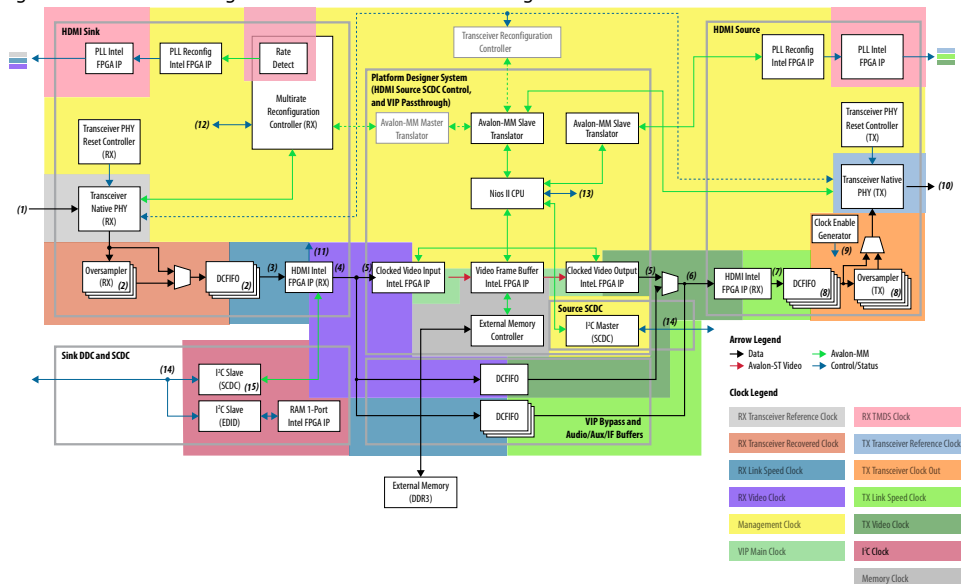 HDMI Sink
PLL Intel
FPGA IP
PLL Reconfig
Intel FPGA IP
Rate
Detect
Multirate
Reconfiguration
Controller (RX)
(12)
Transceiver PHY
Reset Controller
(RX)
(1)
Transceiver
Native PHY
(RX)
Oversampler
(RX)
(2)
DCFIFO
(2)
(3)
(11)
HDMI Intel
FPGA IP (RX)
(4)
Transceiver Reconfiguration
Controller
Platform Designer System
(HDMI Source SCDC Control,
and VIP Passthrough)
Avalon-MM Master
Translator
Avalon-MM Slave
Translator
Avalon-MM Slave
Translator
Nios II CPU
(13)
(5)
Clocked Video Input
InteL FPGA IP
Video Frame Buffer
InteL FPGA IP
Clocked Video Output
InteL FPGA IP
(5)
(6)
External Memory
Controller
Source SCDC
I²C Master
(SCDC)
(14)
DCFIFO
DCFIFO
VIP Bypass and
Audio/Aux/IF Buffers
External Memory
(DDR3)
HDMI Source
PLL Reconfig
Intel FPGA IP
PLL Intel
FPGA IP
Transceiver PHY
Reset Controller
(TX)
Transceiver Native
PHY (TX)
(10)
Clock Enable
Generator
(9)
HDMI Intel
FPGA IP (TX)
(7)
DCFIFO
(8)
Oversampler
(TX)
(8)
Sink DDC and SCDC
(14)
I²C Slave
(SCDC)
(15)
I²C Slave
(EDID)
RAM 1-Port
Intel FPGA IP
Arrow Legend
Data
Avalon-MM
Avalon-ST Video
Control/Status
Clock Legend
RX Transceiver Reference Clock
RX TMDS Clock
RX Transceiver Recovered Clock
TX Transceiver Reference Clock
RX Link Speed Clock
TX Transceiver Clock Out
RX Video Clock
TX Link Speed Clock
Management Clock
TX Video Clock
VIP Main Clock
I²C Clock
Memory Clock